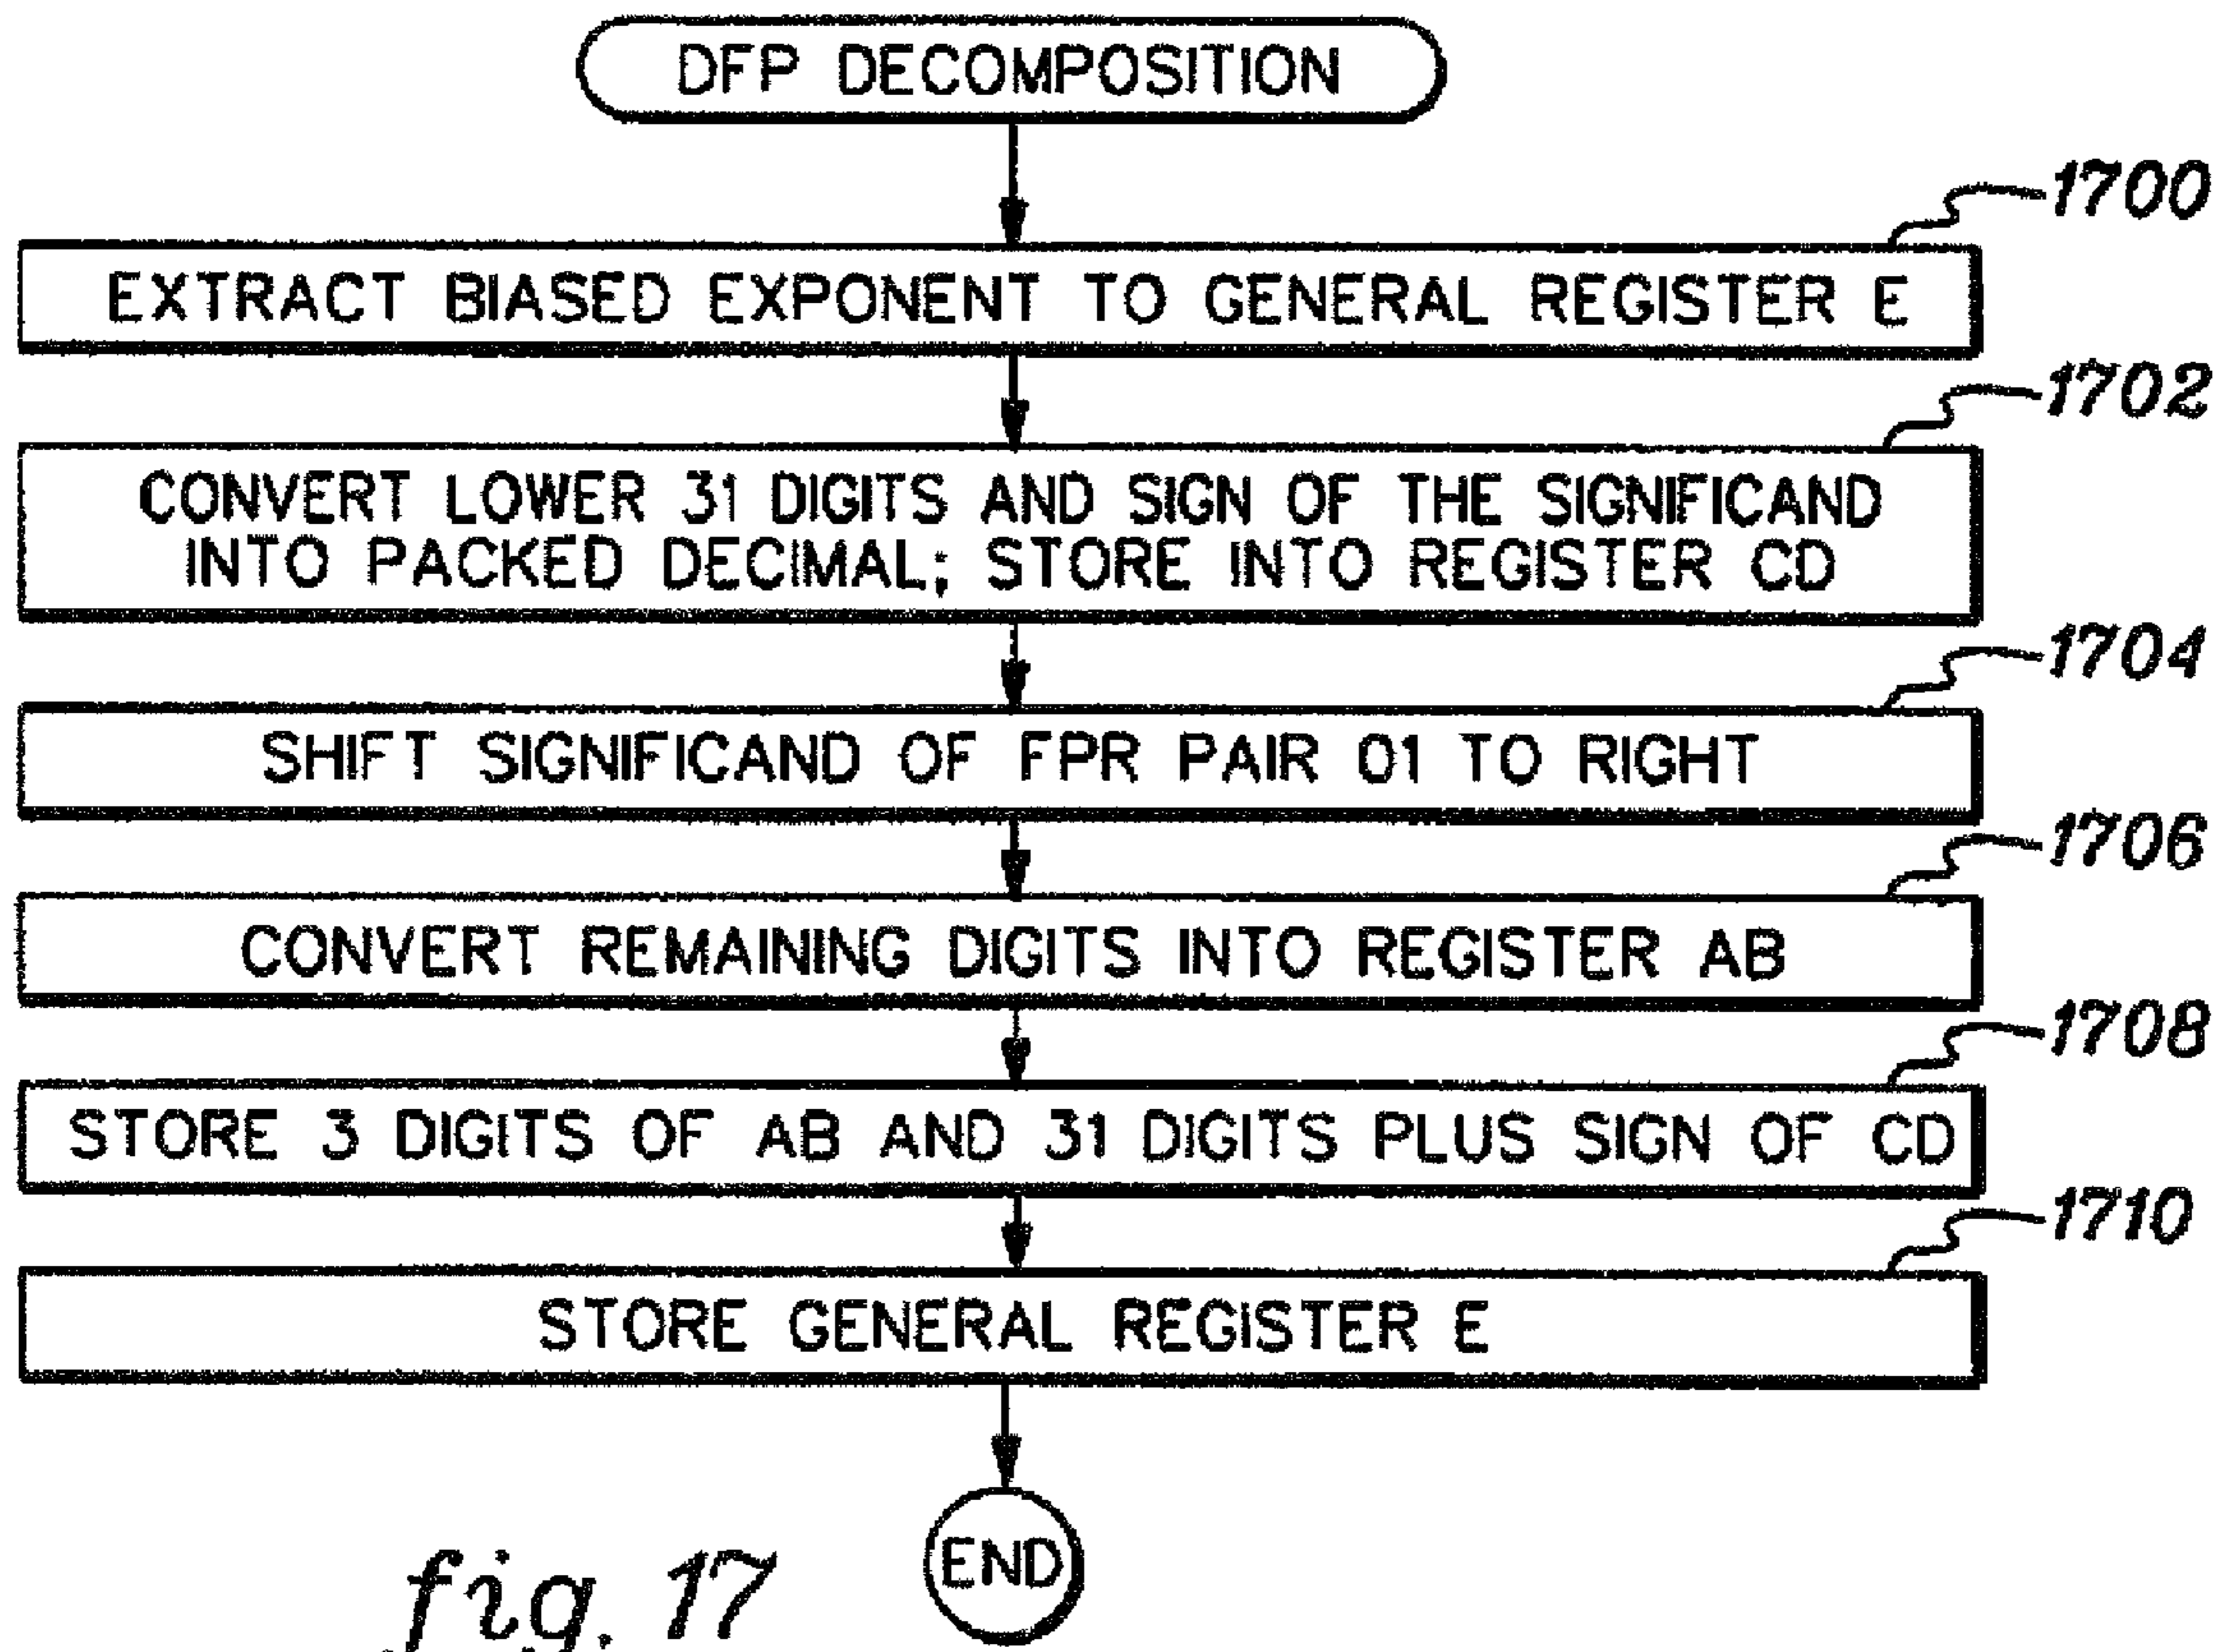 DFP DECOMPOSITION
1700
EXTRACT BIASED EXPONENT TO GENERAL REGISTER E
1702
CONVERT LOWER 31 DIGITS AND SIGN OF THE SIGNIFICAND
INTO PACKED DECIMAL; STORE INTO REGISTER CD
1704
SHIFT SIGNIFICAND OF FPR PAIR 01 TO RIGHT
1706
CONVERT REMAINING DIGITS INTO REGISTER AB
1708
STORE 3 DIGITS OF AB AND 31 DIGITS PLUS SIGN OF CD
1710
STORE GENERAL REGISTER E
END
fig. 17